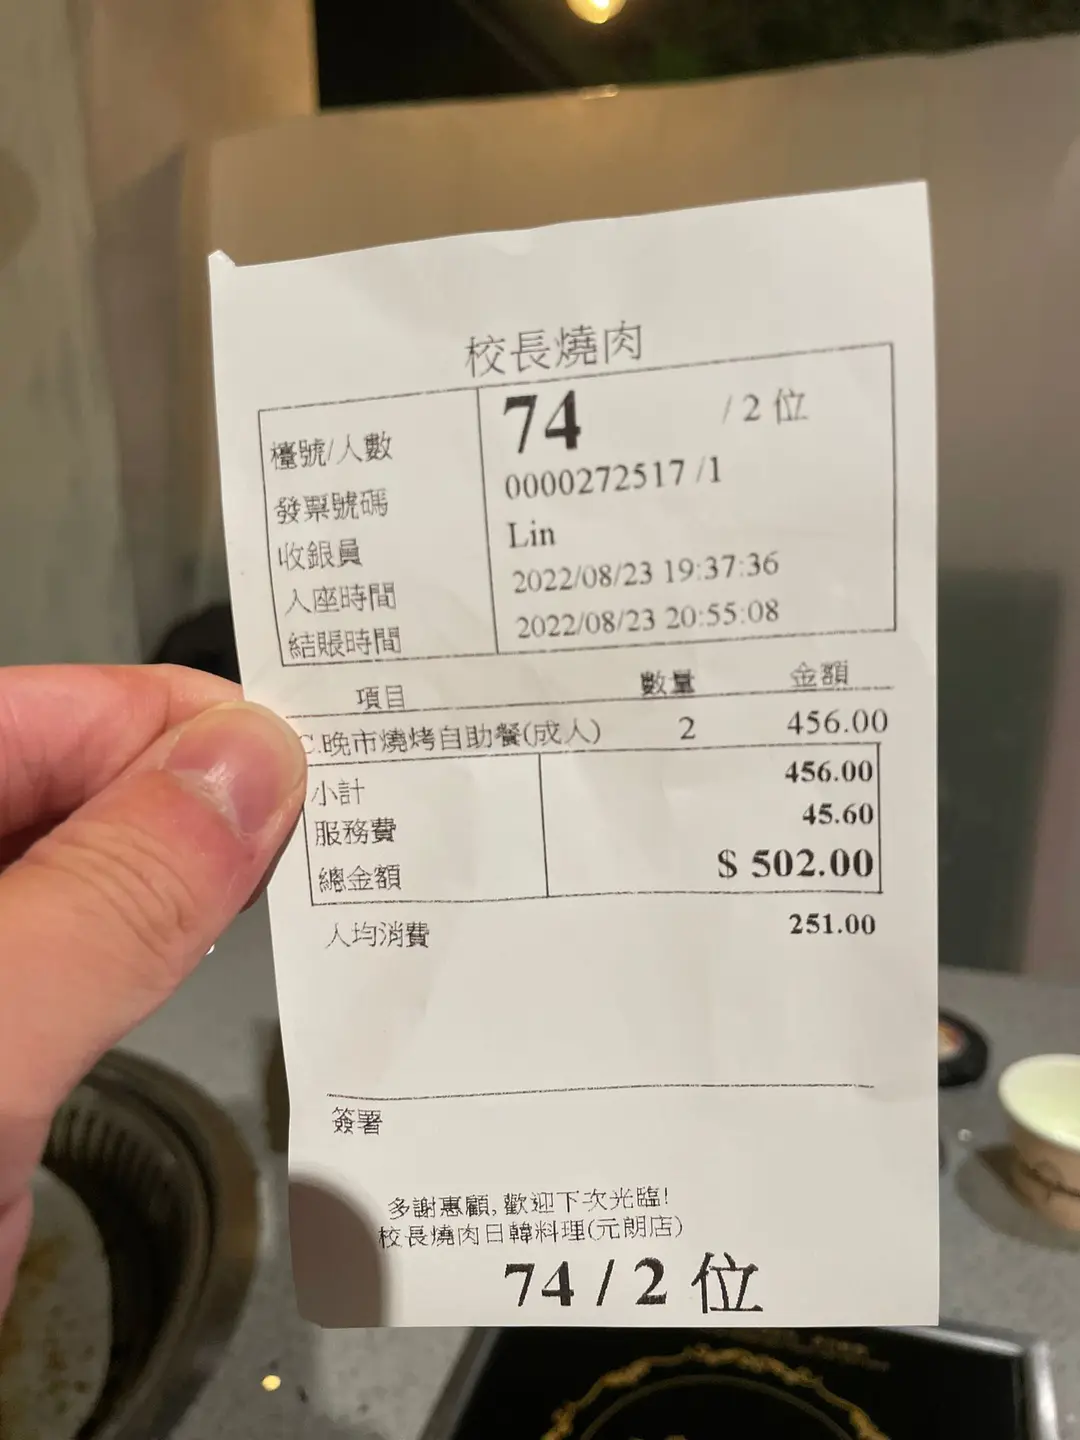 校長燒肉
檯號/人數 74 / 2 位
發票號碼 0000272517 /1
收銀員 Lin
入座時間 2022/08/23 19:37:36
結賬時間 2022/08/23 20:55:08
項目 數量 金額
C.晚市燒烤自助餐(成人) 2 456.00
小計 456.00
服務費 45.60
總金額 $ 502.00
人均消費 251.00
簽署
多謝惠顧,歡迎下次光臨!
校長燒肉日韓料理(元朗店)
74 / 2 位